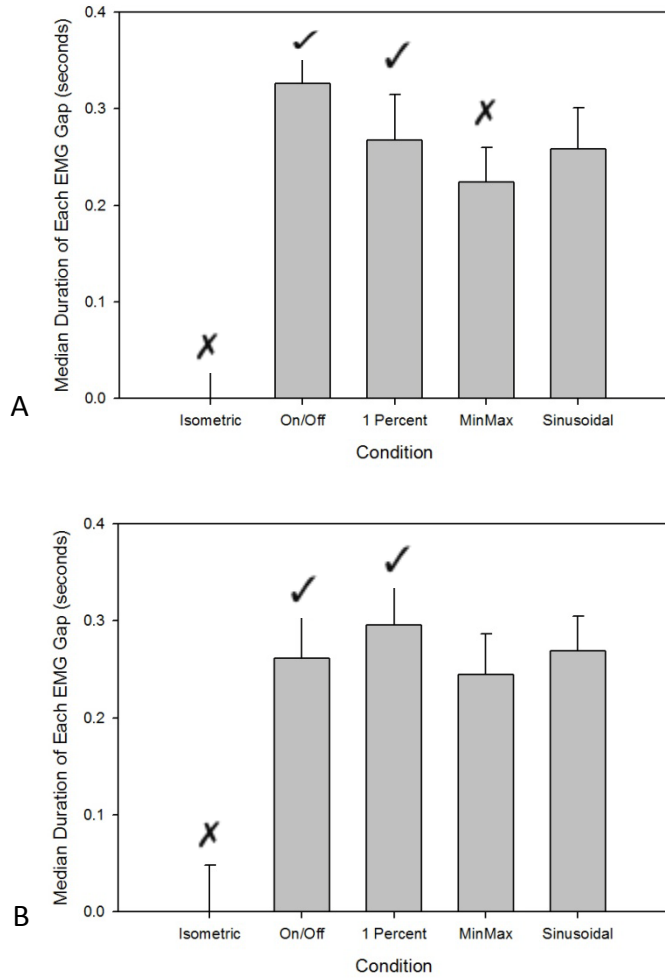 Median Duration of Each EMG Gap (seconds)
0.4
0.3
0.2
0.1
0.0
✓
✓
✗
✗
Isometric On/Off 1 Percent MinMax Sinusoidal
Condition
A
Median Duration of Each EMG Gap (seconds)
0.4
0.3
0.2
0.1
0.0
✓
✓
✗
Isometric On/Off 1 Percent MinMax Sinusoidal
Condition
B